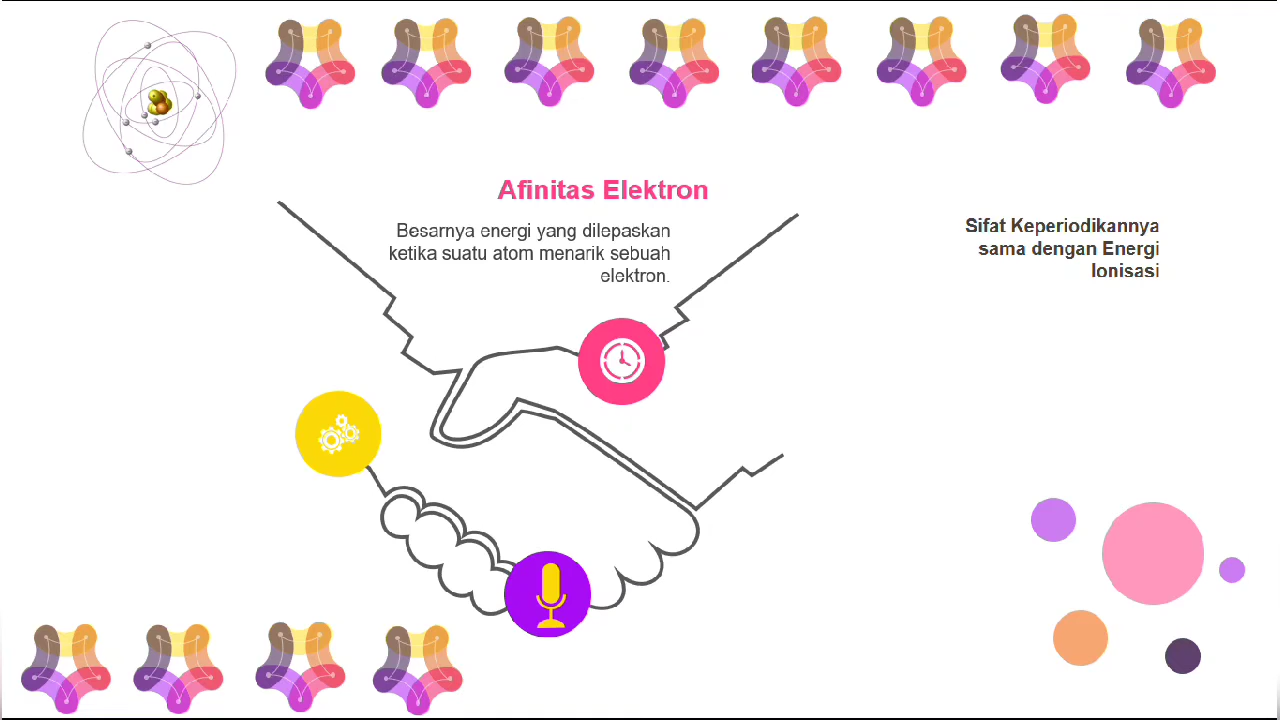 Afinitas Elektron
Besarnya energi yang dilepaskan
ketika suatu atom menarik sebuah
elektron.
Sifat Keperiodikannya
sama dengan Energi
Ionisasi